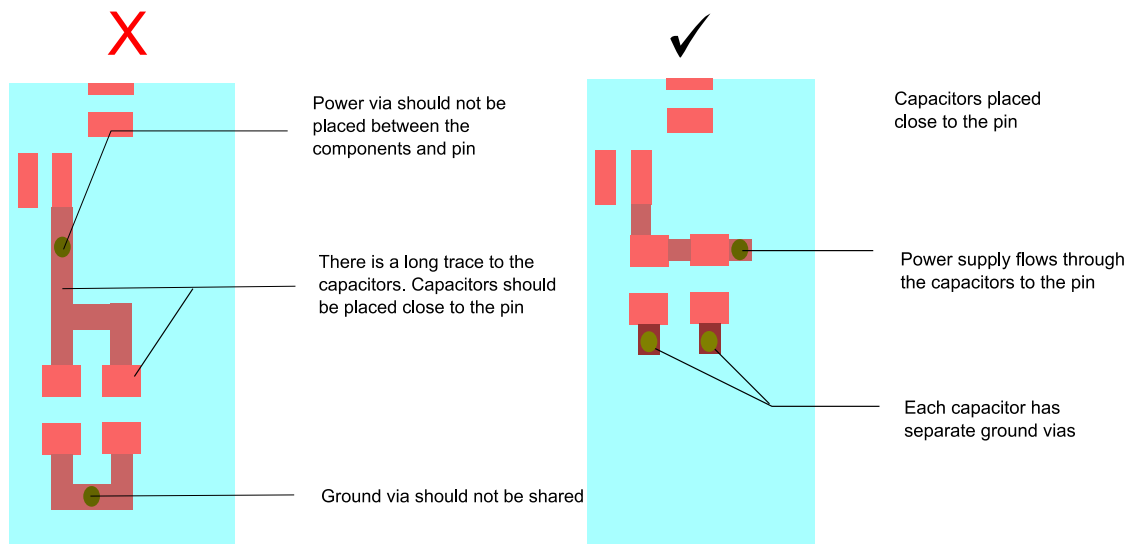 X
✓
Power via should not be
placed between the
components and pin
There is a long trace to the
capacitors. Capacitors should
be placed close to the pin
Ground via should not be shared
Capacitors placed
close to the pin
Power supply flows through
the capacitors to the pin
Each capacitor has
separate ground vias